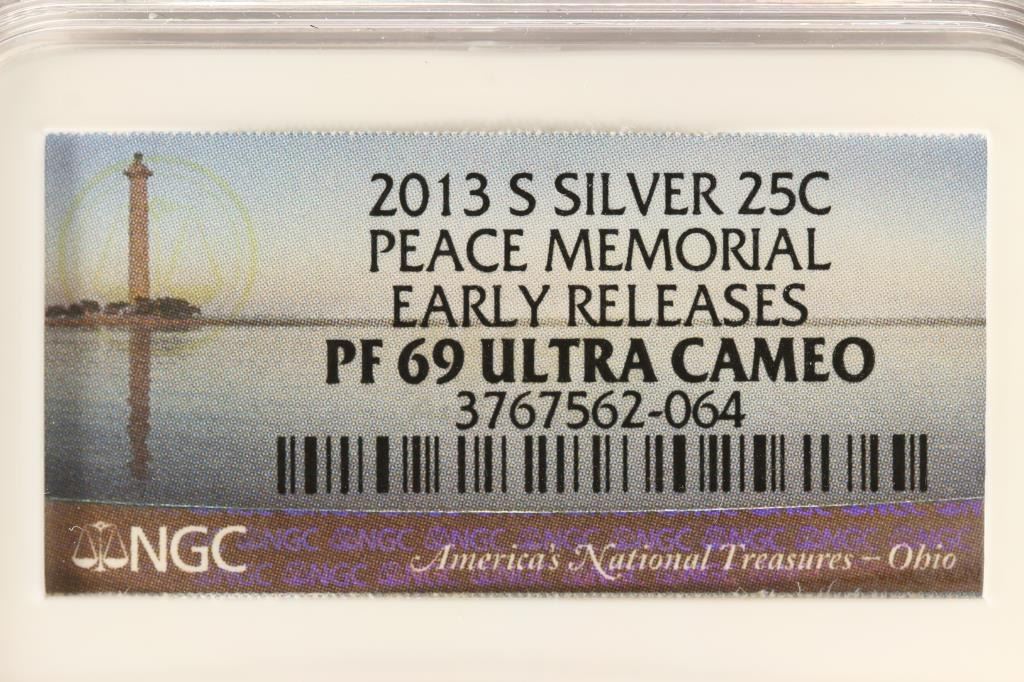 2013 S SILVER 25C
PEACE MEMORIAL
EARLY RELEASES
PF 69 ULTRA CAMEO
3767562-064
NGC
America's National Treasures – Ohio